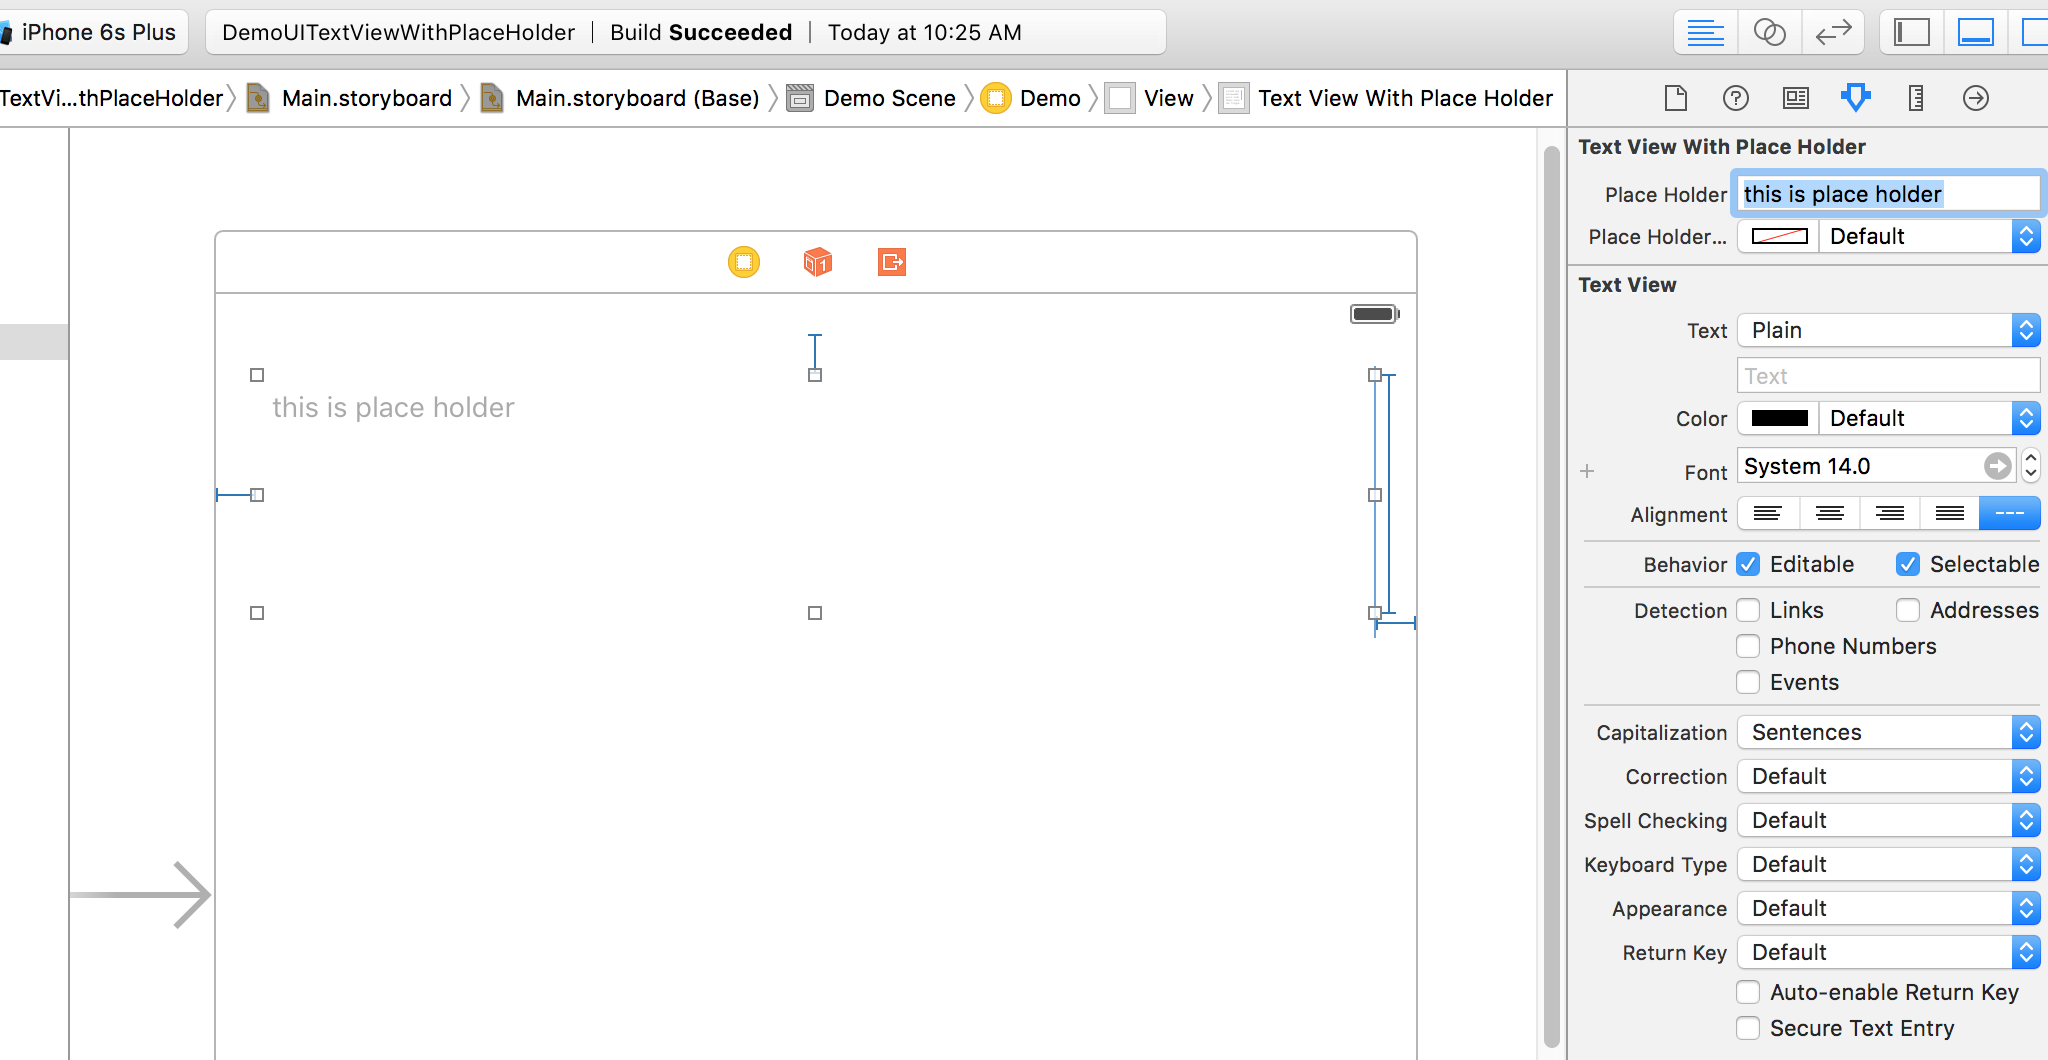 iPhone 6s Plus
DemoUITextViewWithPlaceHolder | Build Succeeded | Today at 10:25 AM
TextVi...thPlaceHolder
Main.storyboard
Main.storyboard (Base)
Demo Scene
Demo
View
Text View With Place Holder
this is place holder
Text View With Place Holder
Place Holder this is place holder
Place Holder... Default
Text View
Text Plain
Text
Color Default
Font System 14.0
Alignment
Behavior Editable Selectable
Detection Links Addresses
Phone Numbers
Events
Capitalization Sentences
Correction Default
Spell Checking Default
Keyboard Type Default
Appearance Default
Return Key Default
Auto-enable Return Key
Secure Text Entry